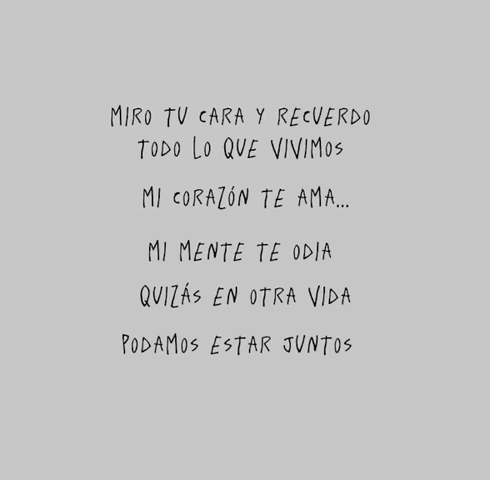 MIRO TU CARA Y RECUERDO
TODO LO QUE VIVIMOS
MI CORAZÓN TE AMA...
MI MENTE TE ODIA
QUIZÁS EN OTRA VIDA
PODAMOS ESTAR JUNTOS